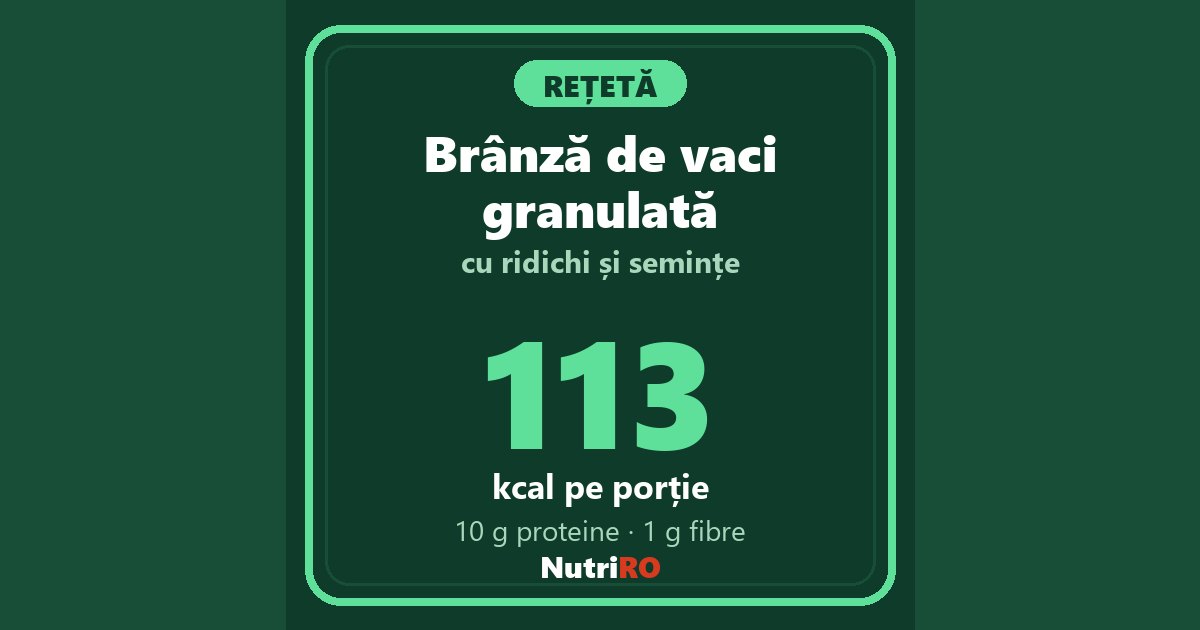 REȚETĂ
Brânză de vaci
granulată
cu ridichi și semințe
113
kcal pe porție
10 g proteine · 1 g fibre
NutriRO